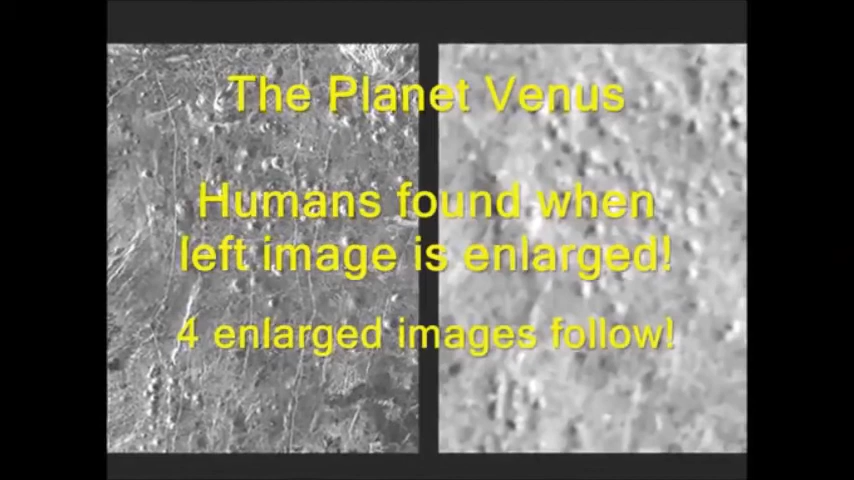 The Planet Venus
Humans found when
left image is enlarged!
4 enlarged images follow!